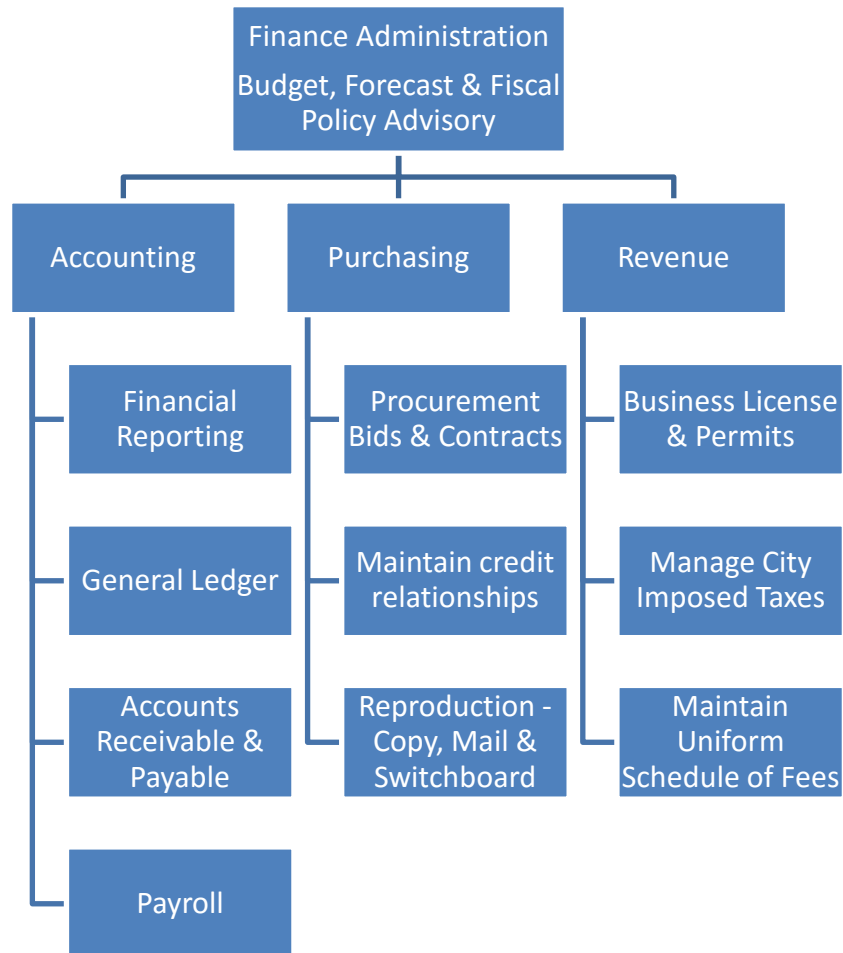 Finance Administration
Budget, Forecast & Fiscal
Policy Advisory
Accounting
Purchasing
Revenue
Financial
Reporting
General Ledger
Accounts
Receivable &
Payable
Payroll
Procurement
Bids & Contracts
Maintain credit
relationships
Reproduction -
Copy, Mail &
Switchboard
Business License
& Permits
Manage City
Imposed Taxes
Maintain
Uniform
Schedule of Fees